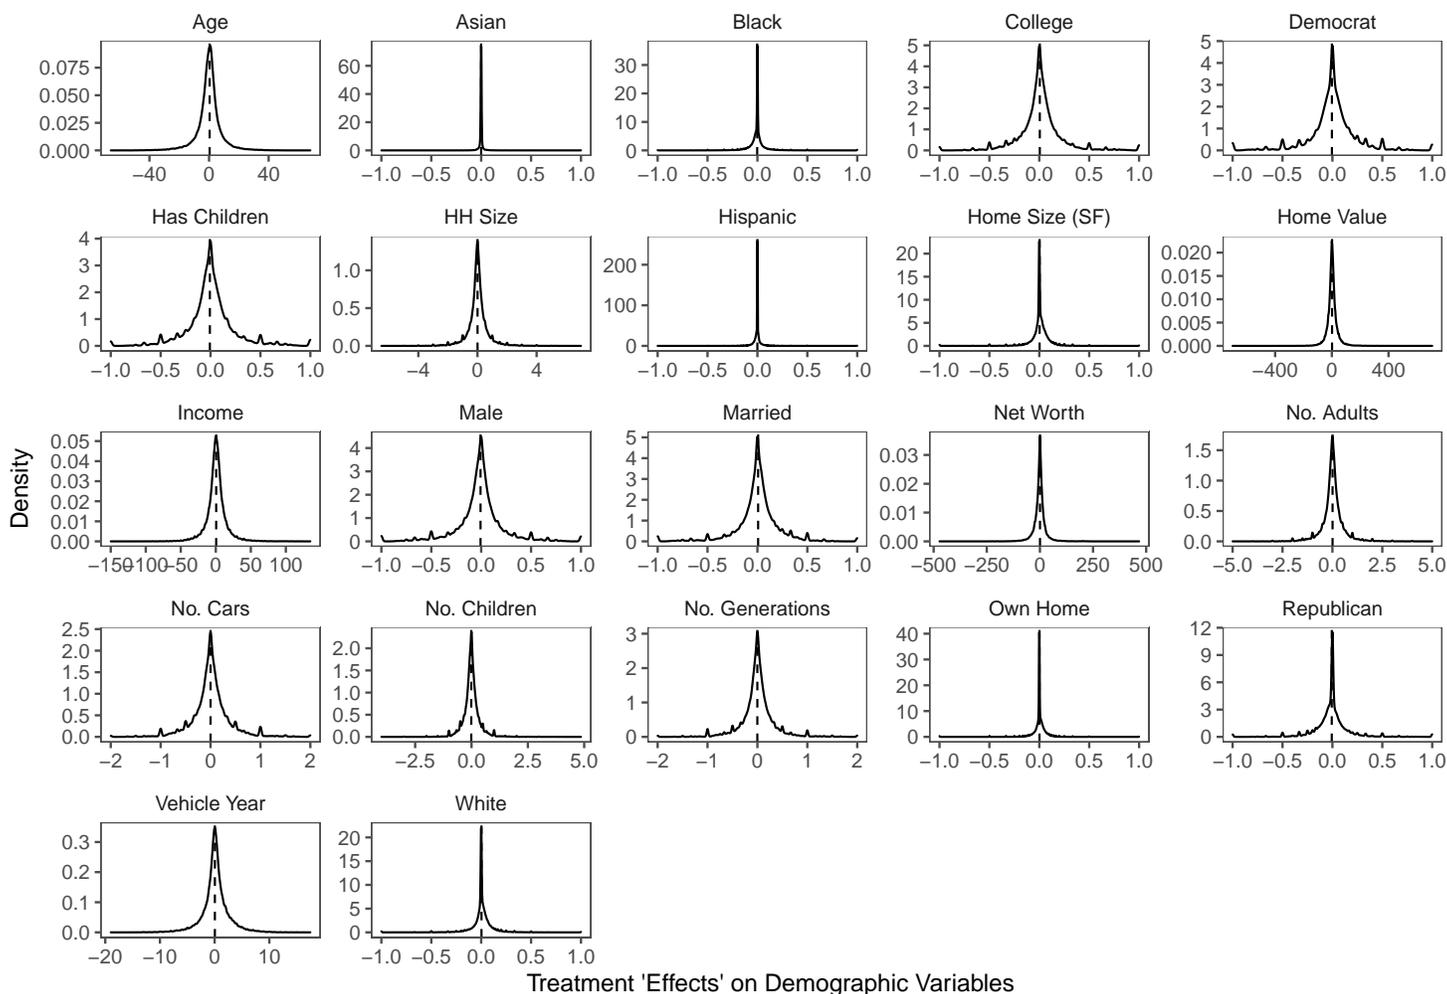 Age Asian Black College Democrat
0.075 60 30 5 5
0.050 40 20 4 4
0.025 20 10 3 3
0.000 0 0 2 2
1 1
0 0
−40 0 40 −1.0 −0.5 0.0 0.5 1.0 −1.0 −0.5 0.0 0.5 1.0 −1.0 −0.5 0.0 0.5 1.0 −1.0 −0.5 0.0 0.5 1.0
Has Children HH Size Hispanic Home Size (SF) Home Value
4 1.0 200 20 0.020
3 0.5 100 15 0.015
2 0.0 0 10 0.010
1 5 0.005
0 0 0.000
−1.0 −0.5 0.0 0.5 1.0 −4 0 4 −1.0 −0.5 0.0 0.5 1.0 −1.0 −0.5 0.0 0.5 1.0 −400 0 400
Density
Income Male Married Net Worth No. Adults
0.05 4 5 0.03 1.5
0.04 3 4 0.02 1.0
0.03 2 3 0.01 0.5
0.02 1 2 0.00 0.0
0.01 0 1
0.00 0
−150 −100 −50 0 50 100 −1.0 −0.5 0.0 0.5 1.0 −1.0 −0.5 0.0 0.5 1.0 −500 −250 0 250 500 −5.0 −2.5 0.0 2.5 5.0
No. Cars No. Children No. Generations Own Home Republican
2.5 2.0 3 40 12
2.0 1.5 2 30 9
1.5 1.0 1 20 6
1.0 0.5 0 10 3
0.5 0.0 0 0
0.0
−2 −1 0 1 2 −2.5 0.0 2.5 5.0 −2 −1 0 1 2 −1.0 −0.5 0.0 0.5 1.0 −1.0 −0.5 0.0 0.5 1.0
Vehicle Year White
0.3 20
0.2 15
0.1 10
0.0 5
0
−20 −10 0 10 −1.0 −0.5 0.0 0.5 1.0
Treatment 'Effects' on Demographic Variables